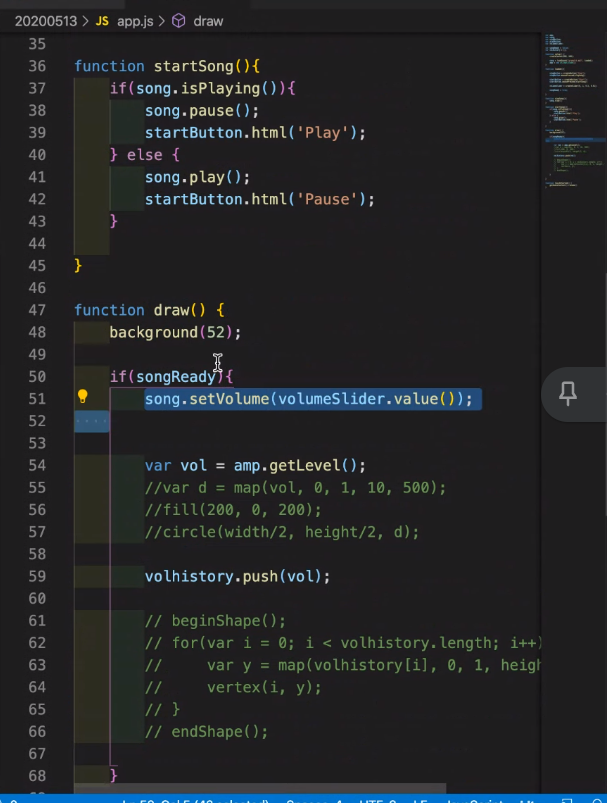 20200513 > JS app.js > draw
35
36 function startSong(){
37     if(song.isPlaying()){
38         song.pause();
39         startButton.html('Play');
40     } else {
41         song.play();
42         startButton.html('Pause');
43     }
44
45 }
46
47 function draw() {
48     background(52);
49
50     if(songReady){
51         song.setVolume(volumeSlider.value());
52
53
54         var vol = amp.getLevel();
55         //var d = map(vol, 0, 1, 10, 500);
56         //fill(200, 0, 200);
57         //circle(width/2, height/2, d);
58
59         volhistory.push(vol);
60
61         // beginShape();
62         // for(var i = 0; i < volhistory.length; i++)
63         //     var y = map(volhistory[i], 0, 1, heigh
64         //     vertex(i, y);
65         // }
66         // endShape();
67
68     }